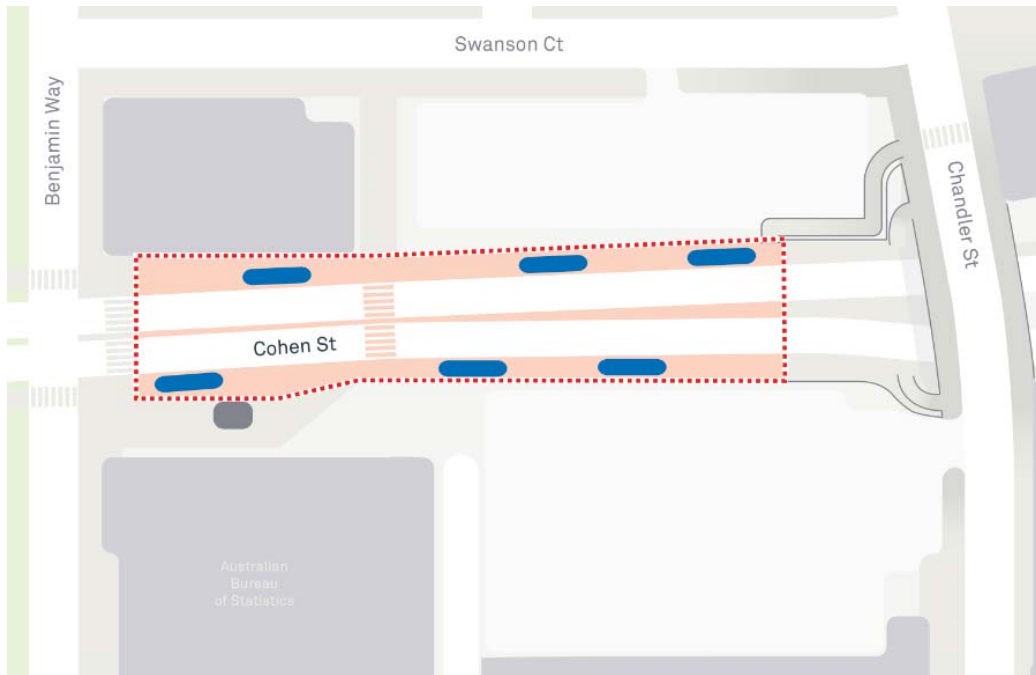 Swanson Ct
Benjamin Way
Chandler St
Cohen St
Australian
Bureau
of Statistics